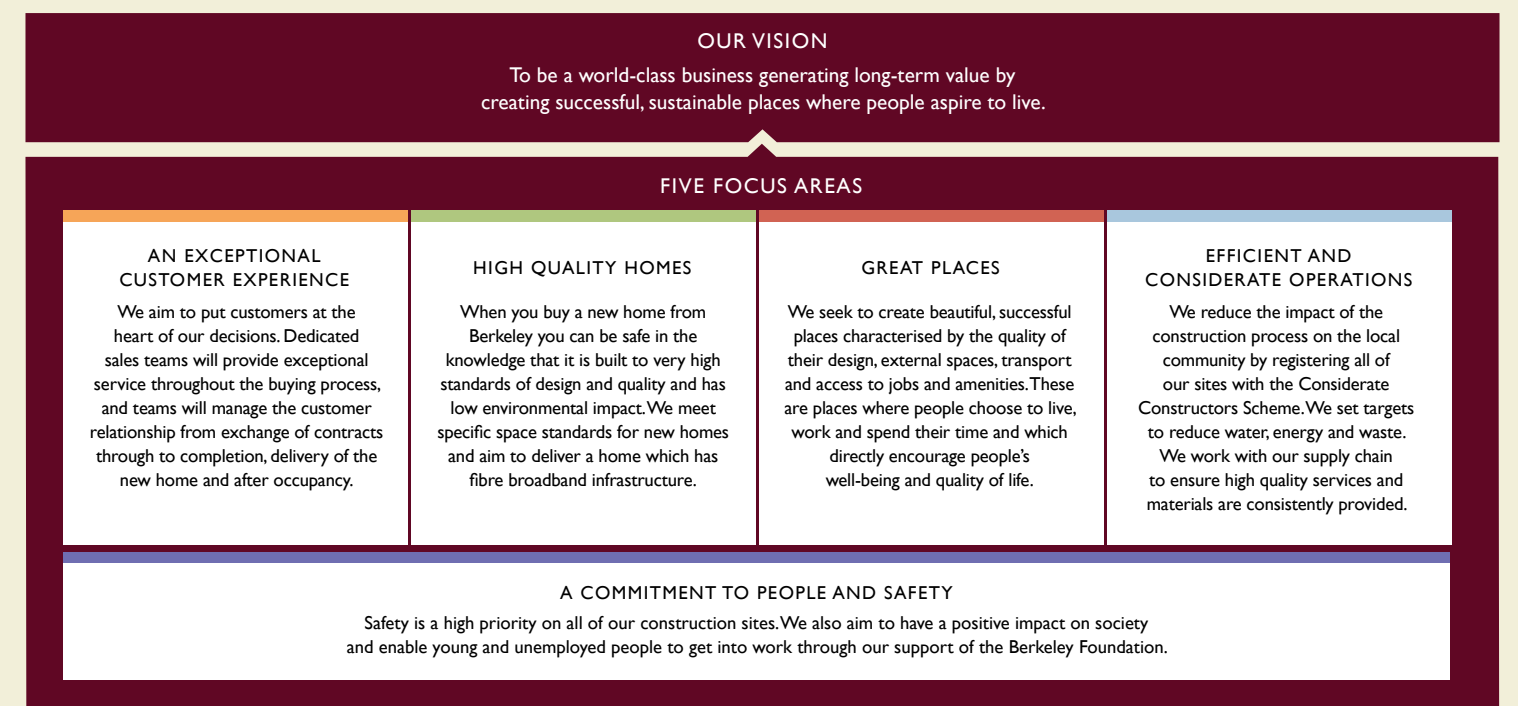 OUR VISION
To be a world-class business generating long-term value by
creating successful, sustainable places where people aspire to live.
FIVE FOCUS AREAS
AN EXCEPTIONAL
CUSTOMER EXPERIENCE
We aim to put customers at the
heart of our decisions. Dedicated
sales teams will provide exceptional
service throughout the buying process,
and teams will manage the customer
relationship from exchange of contracts
through to completion, delivery of the
new home and after occupancy.
HIGH QUALITY HOMES
When you buy a new home from
Berkeley you can be safe in the
knowledge that it is built to very high
standards of design and quality and has
low environmental impact. We meet
specific space standards for new homes
and aim to deliver a home which has
fibre broadband infrastructure.
GREAT PLACES
We seek to create beautiful, successful
places characterised by the quality of
their design, external spaces, transport
and access to jobs and amenities. These
are places where people choose to live,
work and spend their time and which
directly encourage people's
well-being and quality of life.
EFFICIENT AND
CONSIDERATE OPERATIONS
We reduce the impact of the
construction process on the local
community by registering all of
our sites with the Considerate
Constructors Scheme. We set targets
to reduce water, energy and waste.
We work with our supply chain
to ensure high quality services and
materials are consistently provided.
A COMMITMENT TO PEOPLE AND SAFETY
Safety is a high priority on all of our construction sites. We also aim to have a positive impact on society
and enable young and unemployed people to get into work through our support of the Berkeley Foundation.